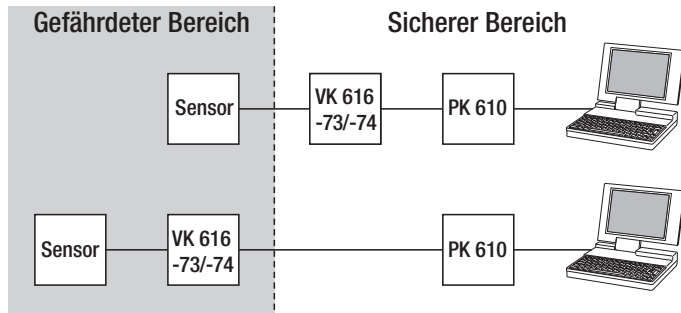 Gefährdeter Bereich
Sicherer Bereich
Sensor
VK 616
-73/-74
PK 610
Sensor
VK 616
-73/-74
PK 610